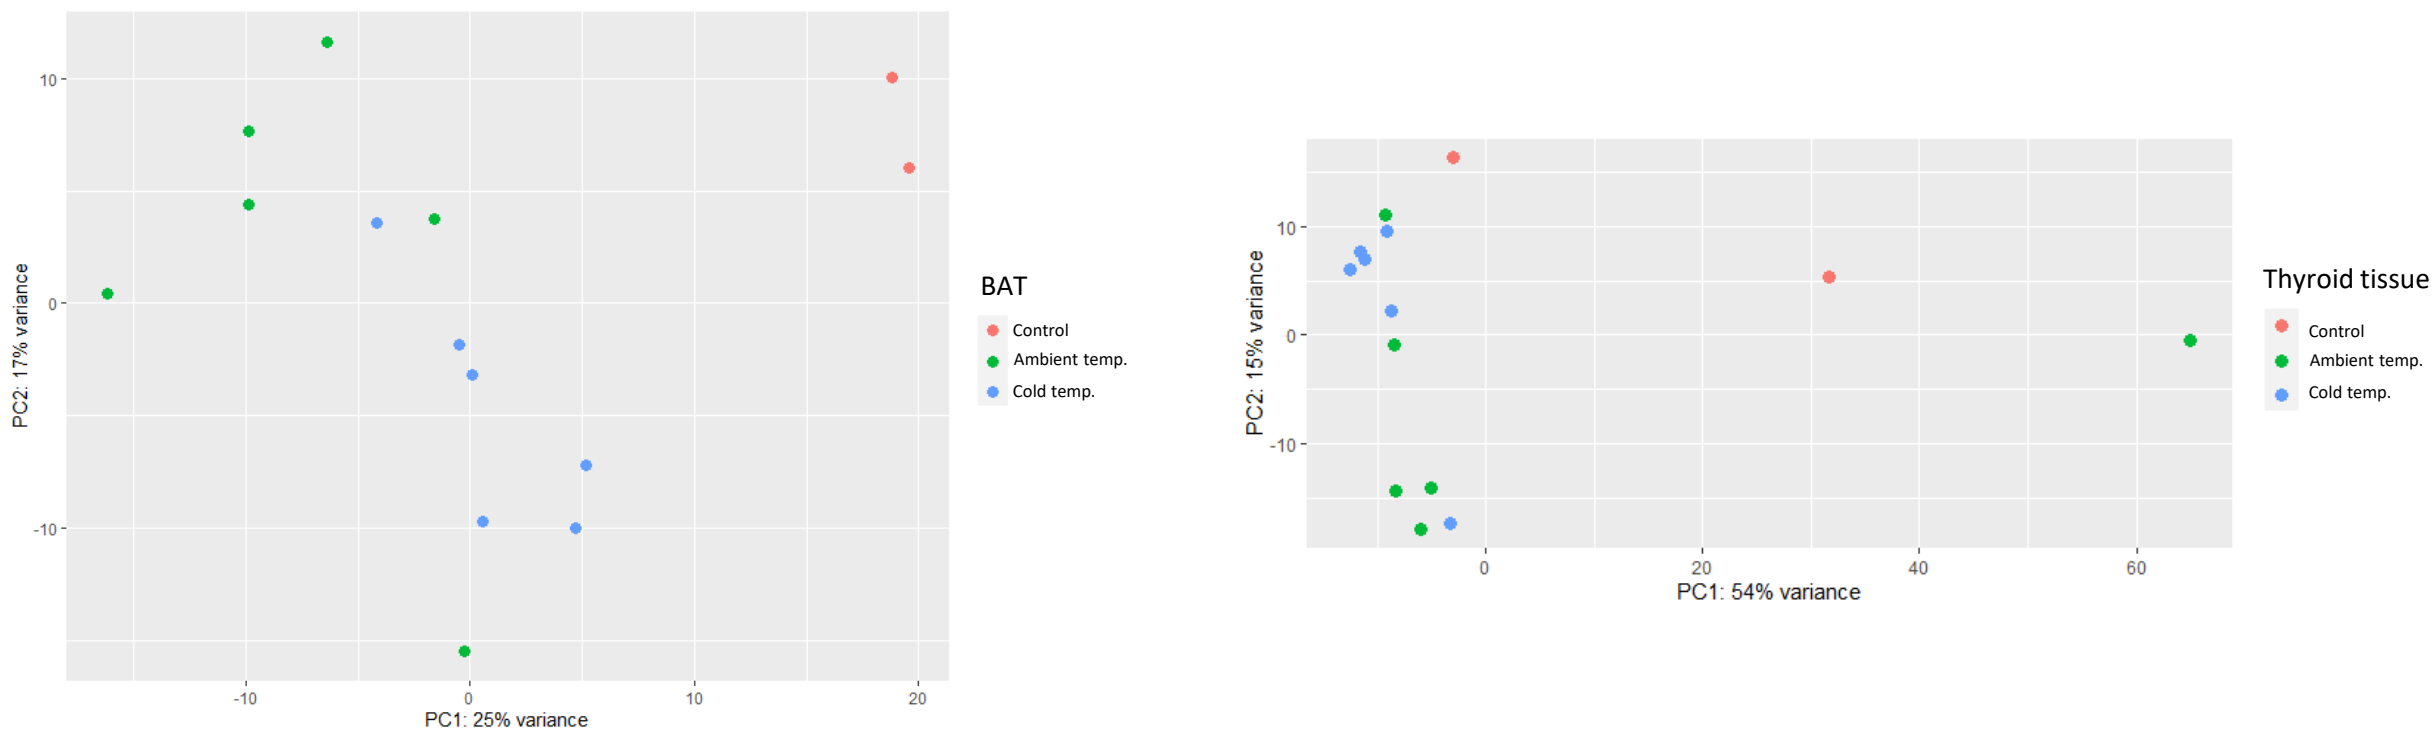 10
0
-10
PC2: 17% variance
-10
0
10
20
PC1: 25% variance
BAT
Control
Ambient temp.
Cold temp.
10
0
-10
PC2: 15% variance
0
20
40
60
PC1: 54% variance
Thyroid tissue
Control
Ambient temp.
Cold temp.